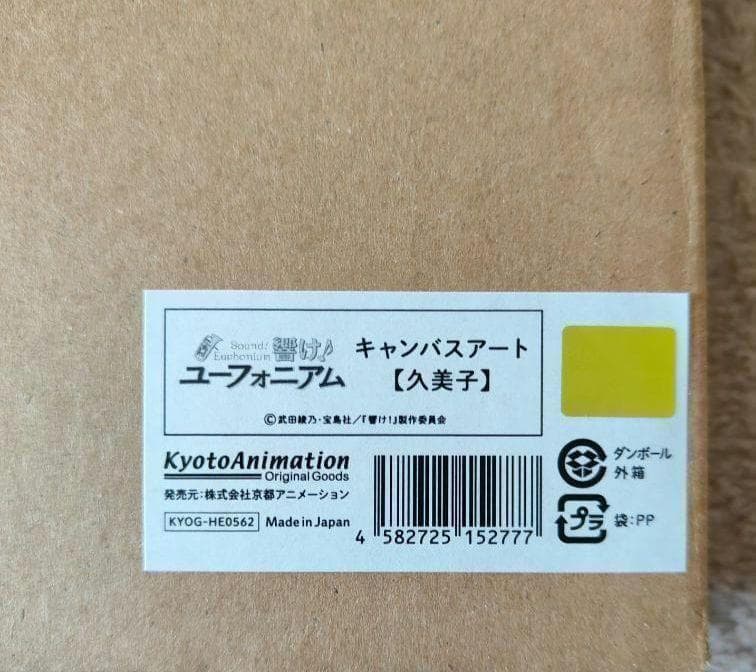 Sound!
Euphonium
響け♪
ユーフォニアム
キャンバスアート
【久美子】
©武田綾乃・宝島社／『響け！』製作委員会
KyotoAnimation
Original Goods
発売元:株式会社京都アニメーション
KYOG-HE0562 Made in Japan
4 582725 152777
ダンボール
外箱
プラ
袋:PP